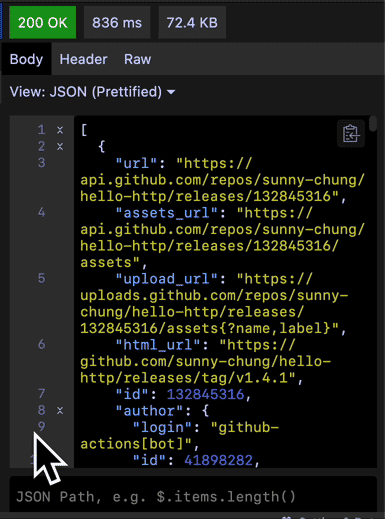 200 OK 836 ms 72.4 KB
Body Header Raw
View: JSON (Prettified)
1 [
2 {
3 "url": "https://
api.github.com/repos/sunny-chung/
hello-http/releases/132845316",
4 "assets_url": "https://
api.github.com/repos/sunny-chung/
hello-http/releases/132845316/
assets",
5 "upload_url": "https://
uploads.github.com/repos/sunny-
chung/hello-http/releases/
132845316/assets{?name,label}",
6 "html_url": "https://
github.com/sunny-chung/hello-
http/releases/tag/v1.4.1",
7 "id": 132845316,
8 "author": {
9 "login": "github-
actions[bot]",
"id": 41898282,
JSON Path, e.g. $.items.length()